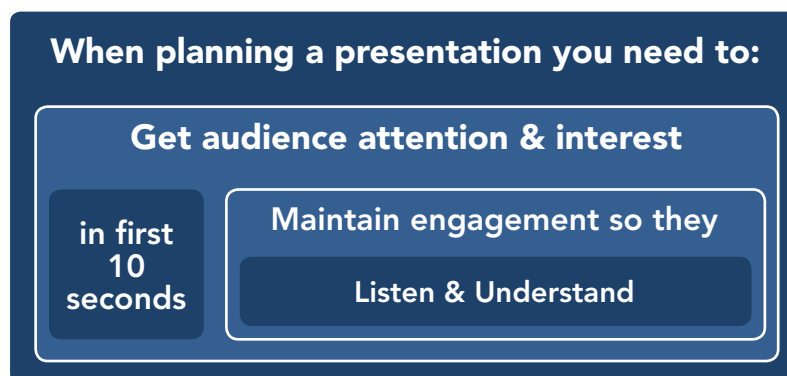 When planning a presentation you need to:
Get audience attention & interest
in first
10
seconds
Maintain engagement so they
Listen & Understand